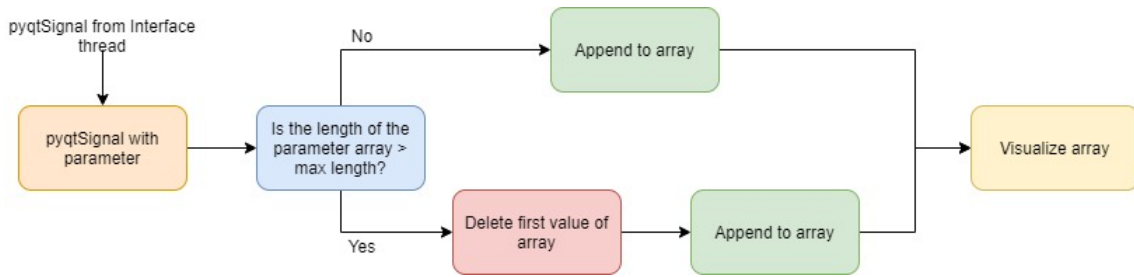 pyqtSignal from Interface
thread
pyqtSignal with
parameter
Is the length of the
parameter array >
max length?
No
Append to array
Yes
Delete first value of
array
Append to array
Visualize array